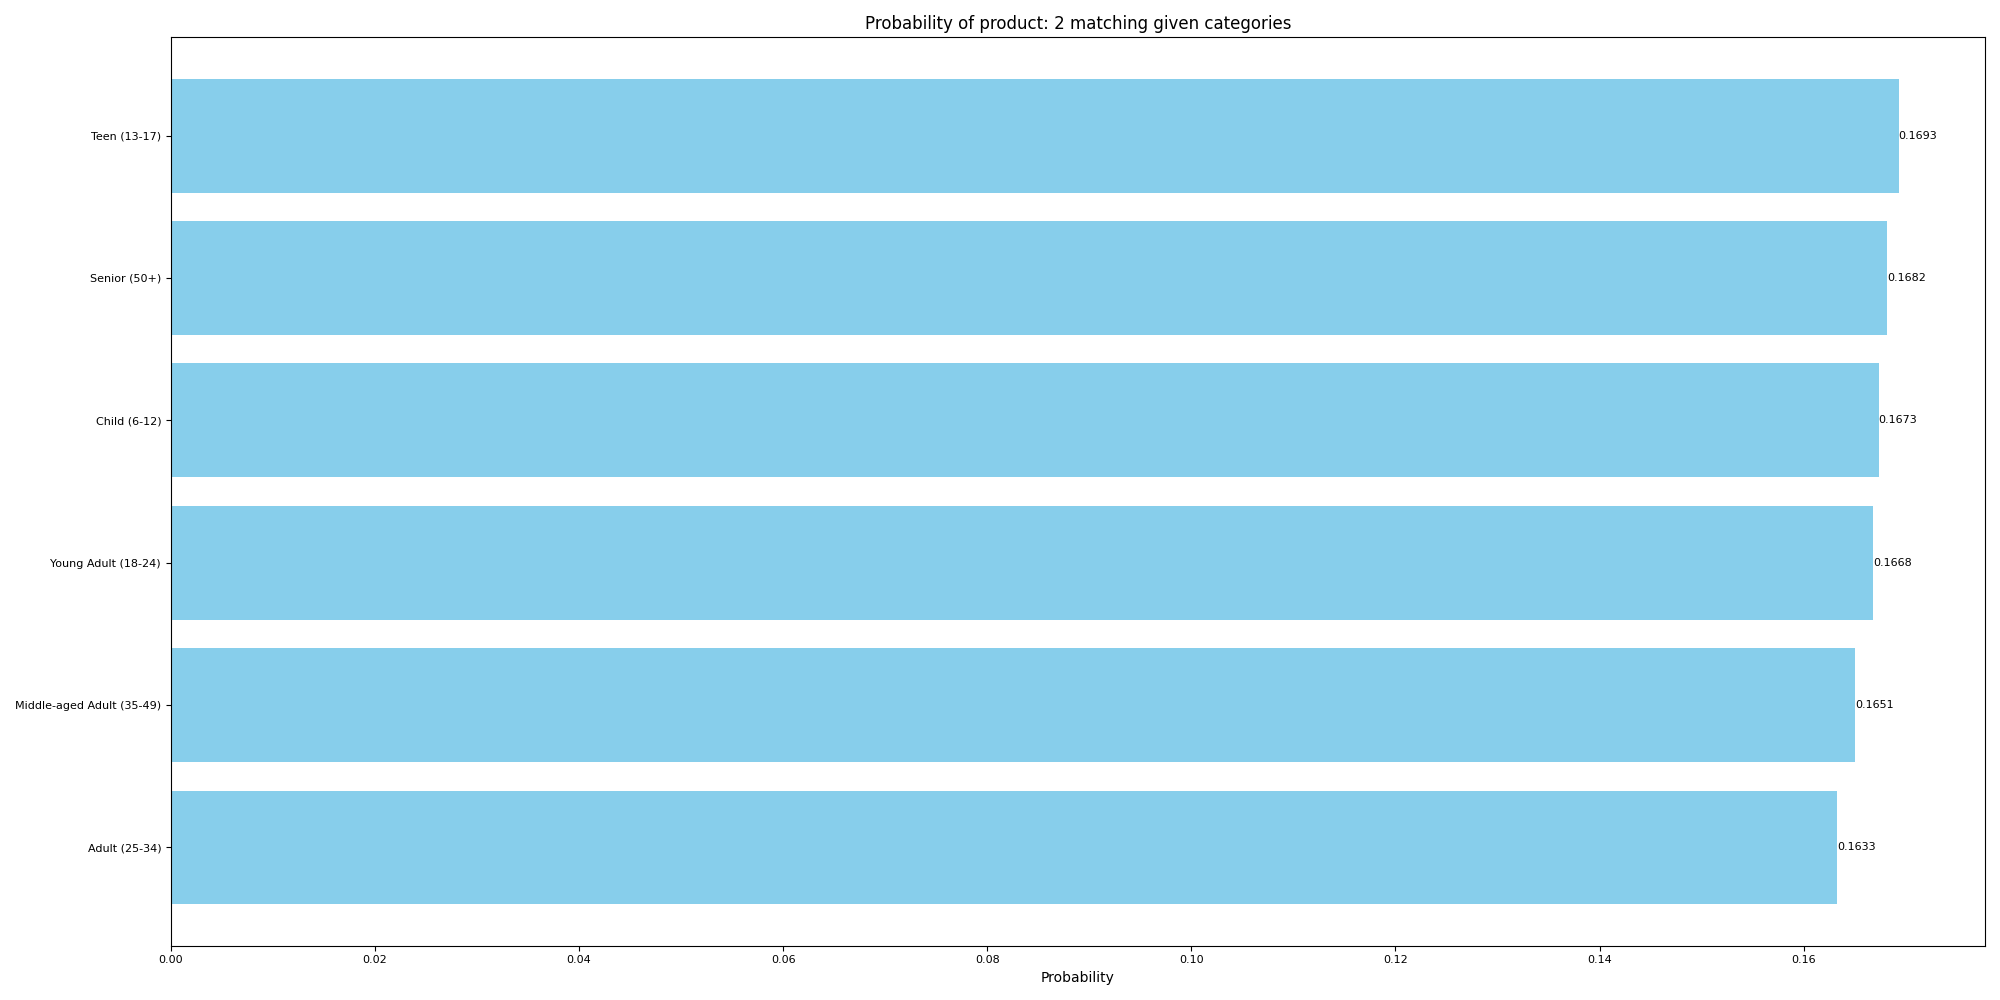 Probability of product: 2 matching given categories
Teen (13-17)
0.1693
Senior (50+)
0.1682
Child (6-12)
0.1673
Young Adult (18-24)
0.1668
Middle-aged Adult (35-49)
0.1651
Adult (25-34)
0.1633
0.00 0.02 0.04 0.06 0.08 0.10 0.12 0.14 0.16
Probability